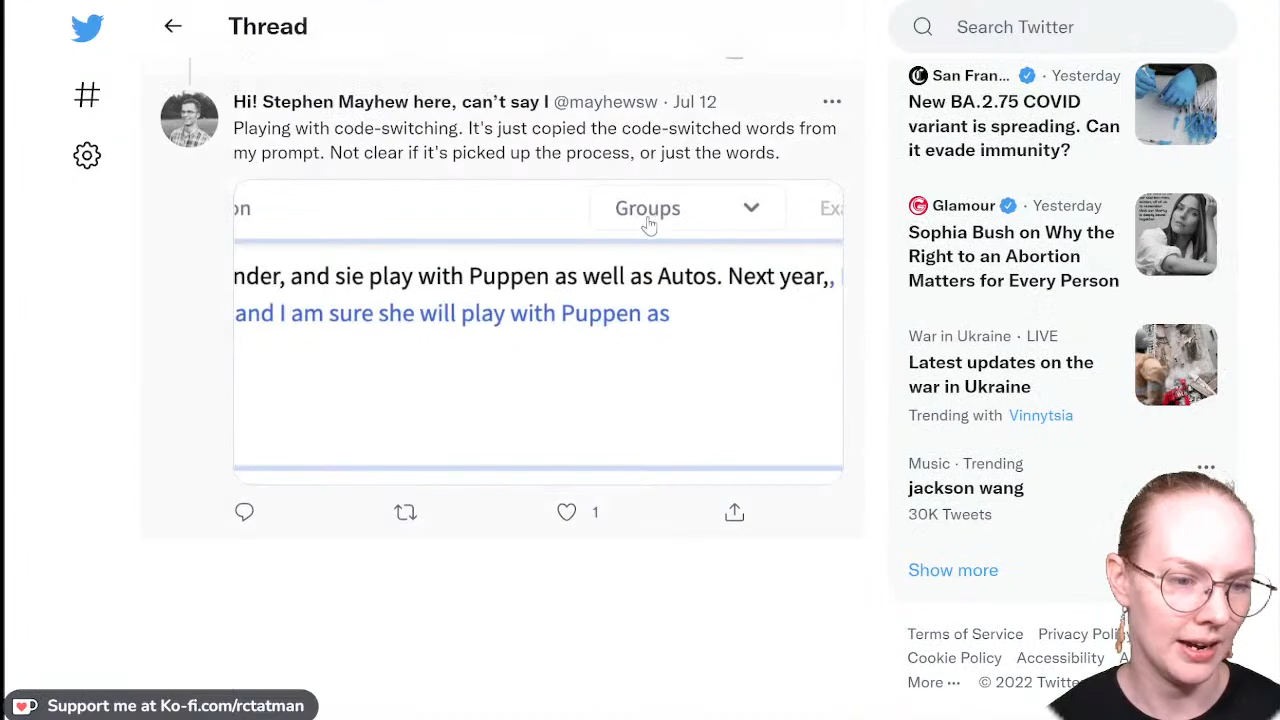 Thread
Search Twitter
Hi! Stephen Mayhew here, can't say I @mayhewsw · Jul 12
Playing with code-switching. It's just copied the code-switched words from
my prompt. Not clear if it's picked up the process, or just the words.
on
Groups
nder, and sie play with Puppen as well as Autos. Next year,,
and I am sure she will play with Puppen as
1
San Fran... · Yesterday
New BA.2.75 COVID
variant is spreading. Can
it evade immunity?
Glamour · Yesterday
Sophia Bush on Why the
Right to an Abortion
Matters for Every Person
War in Ukraine · LIVE
Latest updates on the
war in Ukraine
Trending with Vinnytsia
Music · Trending
jackson wang
30K Tweets
Show more
Terms of Service Privacy
Cookie Policy Accessibility
More ··· © 2022
Support me at Ko-fi.com/rctatman